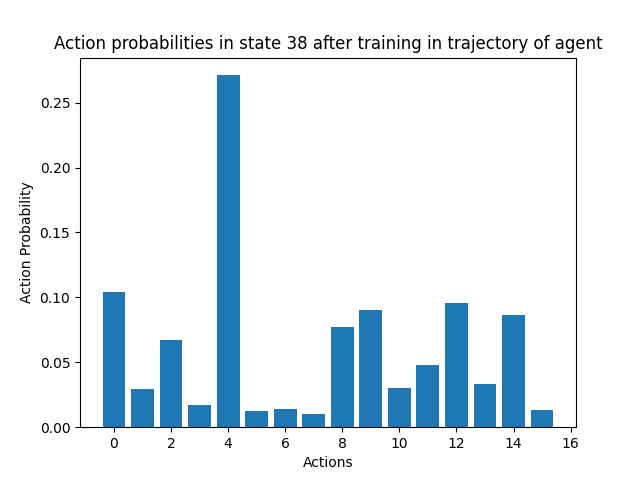 Action probabilities in state 38 after training in trajectory of agent
0.25
0.20
0.15
0.10
0.05
0.00
Action Probability
0 2 4 6 8 10 12 14 16
Actions